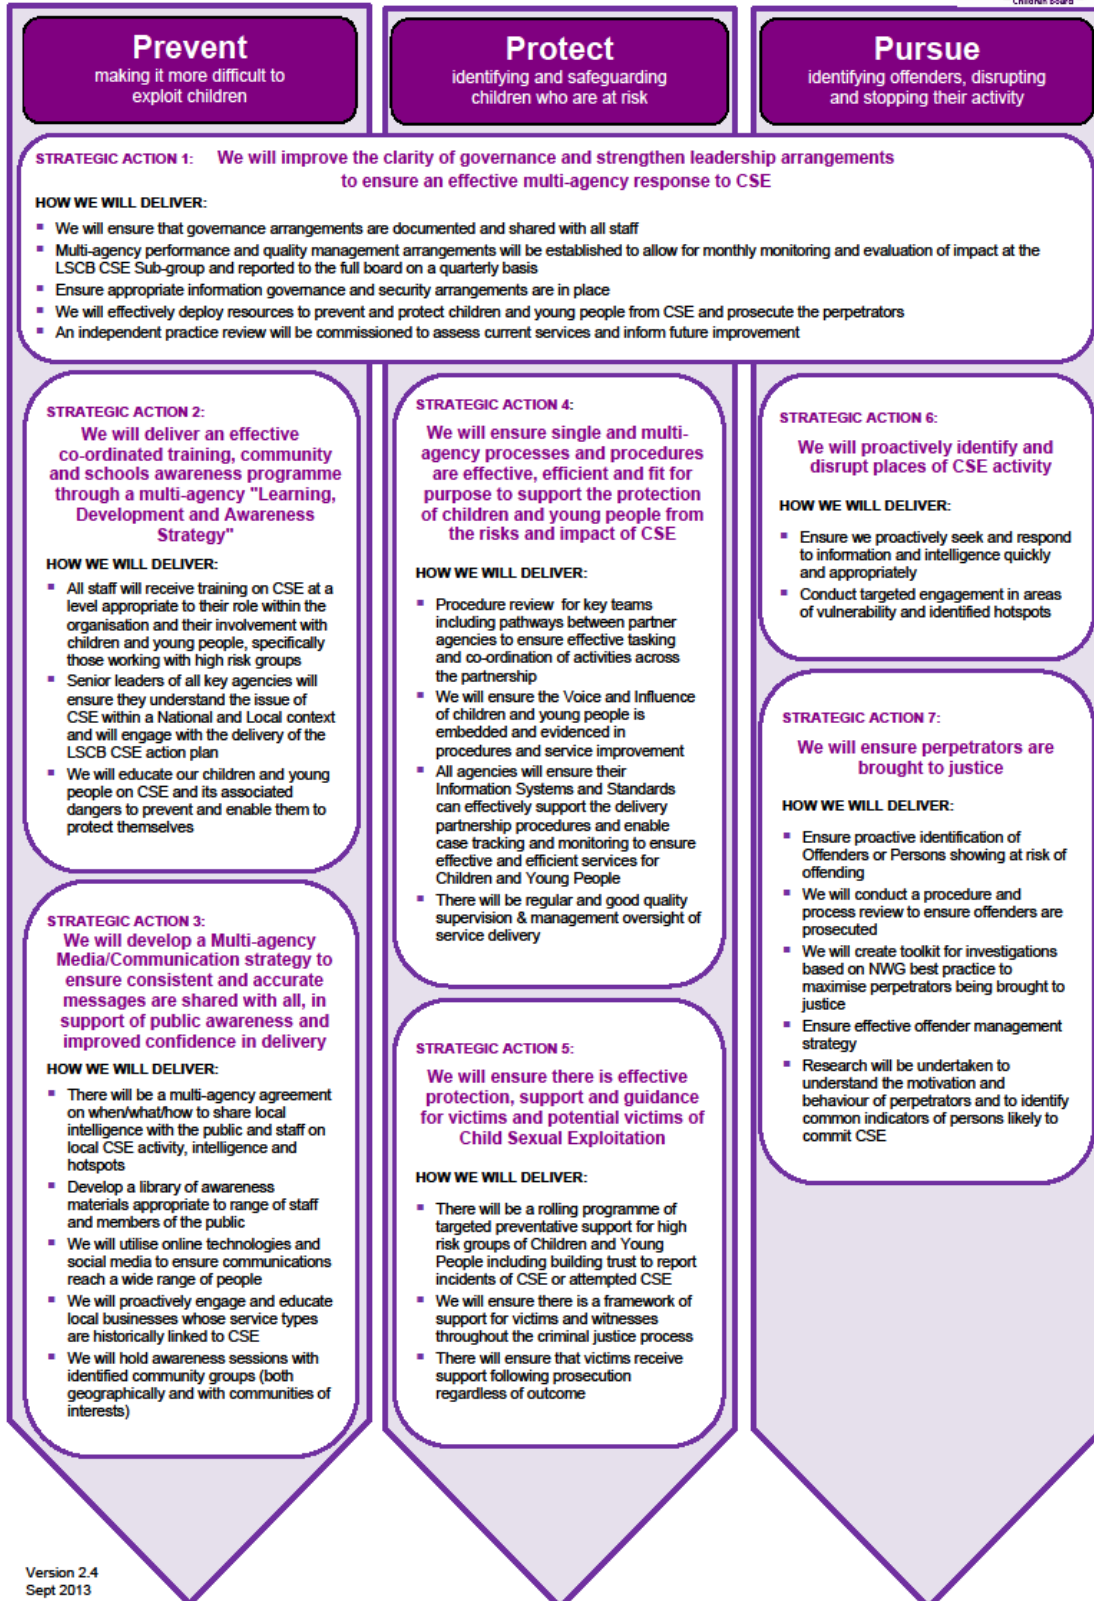 Children Board
Prevent
making it more difficult to
exploit children
Protect
identifying and safeguarding
children who are at risk
Pursue
identifying offenders, disrupting
and stopping their activity
STRATEGIC ACTION 1: We will improve the clarity of governance and strengthen leadership arrangements
to ensure an effective multi-agency response to CSE
HOW WE WILL DELIVER:
▪ We will ensure that governance arrangements are documented and shared with all staff
▪ Multi-agency performance and quality management arrangements will be established to allow for monthly monitoring and evaluation of impact at the
LSCB CSE Sub-group and reported to the full board on a quarterly basis
▪ Ensure appropriate information governance and security arrangements are in place
▪ We will effectively deploy resources to prevent and protect children and young people from CSE and prosecute the perpetrators
▪ An independent practice review will be commissioned to assess current services and inform future improvement
STRATEGIC ACTION 2:
We will deliver an effective
co-ordinated training, community
and schools awareness programme
through a multi-agency "Learning,
Development and Awareness
Strategy"
HOW WE WILL DELIVER:
▪ All staff will receive training on CSE at a
level appropriate to their role within the
organisation and their involvement with
children and young people, specifically
those working with high risk groups
▪ Senior leaders of all key agencies will
ensure they understand the issue of
CSE within a National and Local context
and will engage with the delivery of the
LSCB CSE action plan
▪ We will educate our children and young
people on CSE and its associated
dangers to prevent and enable them to
protect themselves
STRATEGIC ACTION 3:
We will develop a Multi-agency
Media/Communication strategy to
ensure consistent and accurate
messages are shared with all, in
support of public awareness and
improved confidence in delivery
HOW WE WILL DELIVER:
▪ There will be a multi-agency agreement
on when/what/how to share local
intelligence with the public and staff on
local CSE activity, intelligence and
hotspots
▪ Develop a library of awareness
materials appropriate to range of staff
and members of the public
▪ We will utilise online technologies and
social media to ensure communications
reach a wide range of people
▪ We will proactively engage and educate
local businesses whose service types
are historically linked to CSE
▪ We will hold awareness sessions with
identified community groups (both
geographically and with communities of
interests)
STRATEGIC ACTION 4:
We will ensure single and multi-
agency processes and procedures
are effective, efficient and fit for
purpose to support the protection
of children and young people from
the risks and impact of CSE
HOW WE WILL DELIVER:
▪ Procedure review for key teams
including pathways between partner
agencies to ensure effective tasking
and co-ordination of activities across
the partnership
▪ We will ensure the Voice and Influence
of children and young people is
embedded and evidenced in
procedures and service improvement
▪ All agencies will ensure their
Information Systems and Standards
can effectively support the delivery
partnership procedures and enable
case tracking and monitoring to ensure
effective and efficient services for
Children and Young People
▪ There will be regular and good quality
supervision & management oversight of
service delivery
STRATEGIC ACTION 5:
We will ensure there is effective
protection, support and guidance
for victims and potential victims of
Child Sexual Exploitation
HOW WE WILL DELIVER:
▪ There will be a rolling programme of
targeted preventative support for high
risk groups of Children and Young
People including building trust to report
incidents of CSE or attempted CSE
▪ We will ensure there is a framework of
support for victims and witnesses
throughout the criminal justice process
▪ There will ensure that victims receive
support following prosecution
regardless of outcome
STRATEGIC ACTION 6:
We will proactively identify and
disrupt places of CSE activity
HOW WE WILL DELIVER:
▪ Ensure we proactively seek and respond
to information and intelligence quickly
and appropriately
▪ Conduct targeted engagement in areas
of vulnerability and identified hotspots
STRATEGIC ACTION 7:
We will ensure perpetrators are
brought to justice
HOW WE WILL DELIVER:
▪ Ensure proactive identification of
Offenders or Persons showing at risk of
offending
▪ We will conduct a procedure and
process review to ensure offenders are
prosecuted
▪ We will create toolkit for investigations
based on NWG best practice to
maximise perpetrators being brought to
justice
▪ Ensure effective offender management
strategy
▪ Research will be undertaken to
understand the motivation and
behaviour of perpetrators and to identify
common indicators of persons likely to
commit CSE
Version 2.4
Sept 2013